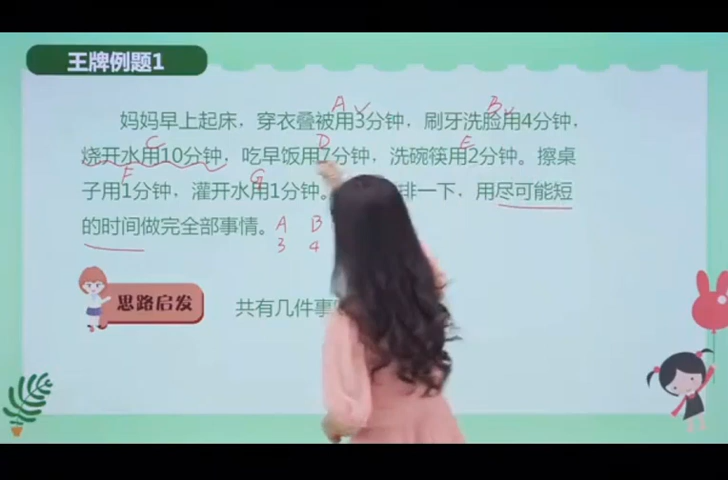 王牌例题1
A B
妈妈早上起床，穿衣叠被用3分钟，刷牙洗脸用4分钟，
C D E
烧开水用10分钟，吃早饭用7分钟，洗碗筷用2分钟。擦桌
F G
子用1分钟，灌开水用1分钟。 排一下，用尽可能短
的时间做完全部事情。 A B
3 4
思路启发
共有几件事